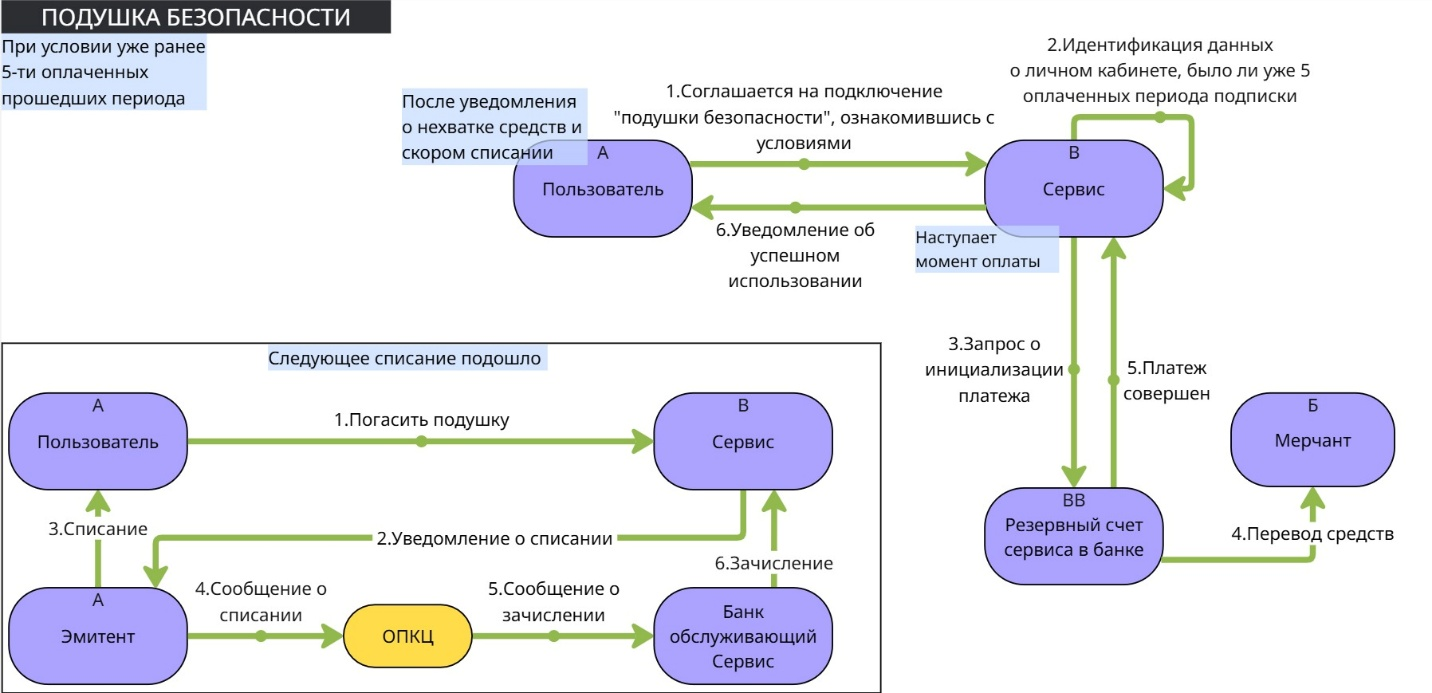 ПОДУШКА БЕЗОПАСНОСТИ
При условии уже ранее
5-ти оплаченных
прошедших периода
После уведомления
о нехватке средств и
скором списании
1.Соглашается на подключение
"подушки безопасности", ознакомившись с
условиями
2.Идентификация данных
о личном кабинете, было ли уже 5
оплаченных периода подписки
А
Пользователь
В
Сервис
6.Уведомление об
успешном
использовании
Наступает
момент оплаты
3.Запрос о
инициализации
платежа
5.Платеж
совершен
Б
Мерчант
ВВ
Резервный счет
сервиса в банке
4.Перевод средств
Следующее списание подошло
А
Пользователь
1.Погасить подушку
В
Сервис
3.Списание
2.Уведомление о списании
6.Зачисление
А
Эмитент
4.Сообщение о
списании
ОПКЦ
5.Сообщение о
зачислении
Банк
обслуживающий
Сервис